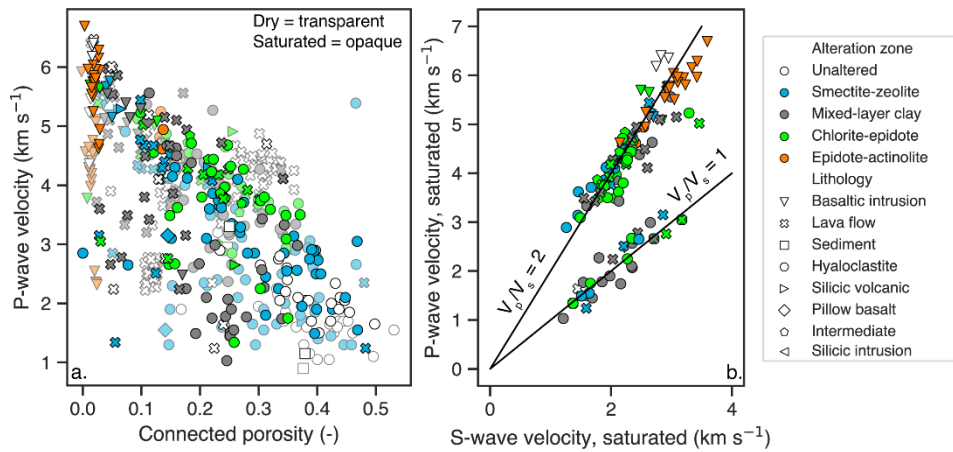 Dry = transparent
Saturated = opaque
P-wave velocity (km s⁻¹)
6
5
4
3
2
1
a.
0.0 0.1 0.2 0.3 0.4 0.5
Connected porosity (-)
P-wave velocity, saturated (km s⁻¹)
7
6
5
4
3
2
1
0
Vp/Vs = 2
Vp/Vs = 1
b.
0 2 4
S-wave velocity, saturated (km s⁻¹)
Alteration zone
Unaltered
Smectite-zeolite
Mixed-layer clay
Chlorite-epidote
Epidote-actinolite
Lithology
Basaltic intrusion
Lava flow
Sediment
Hyaloclastite
Silicic volcanic
Pillow basalt
Intermediate
Silicic intrusion